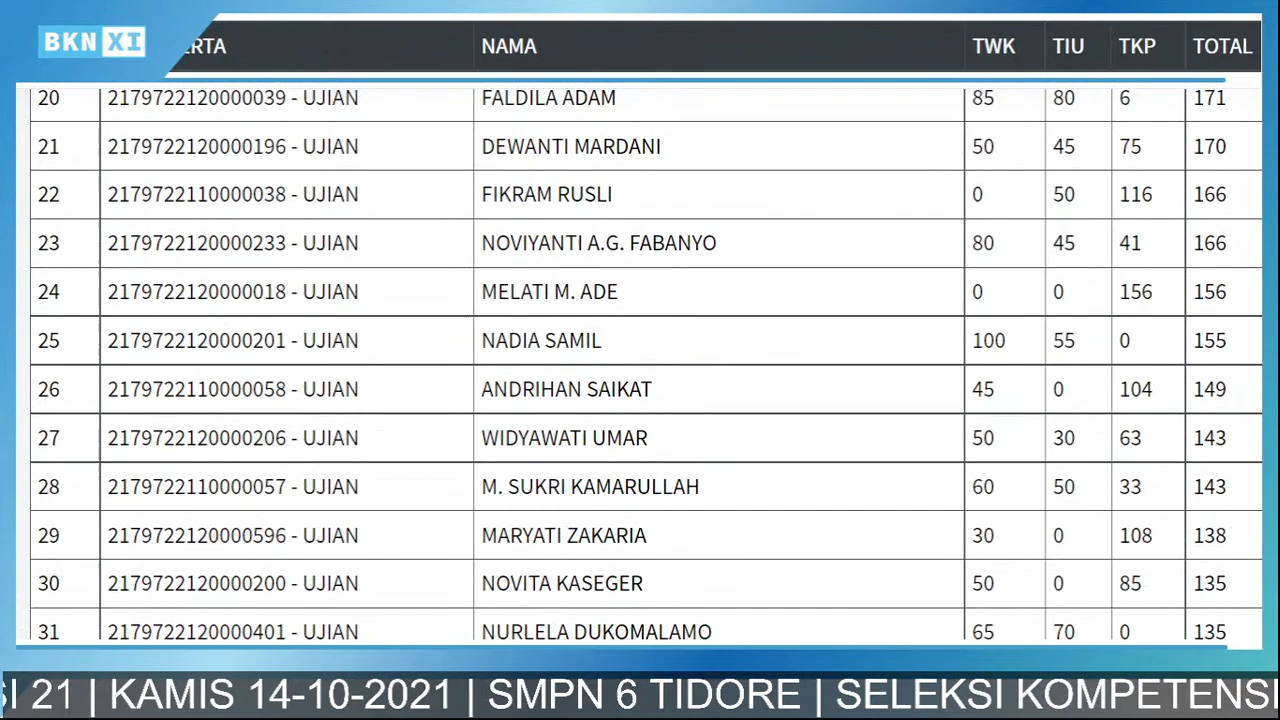 BKN XI
ERTA NAMA TWK TIU TKP TOTAL
20 2179722120000039 - UJIAN FALDILA ADAM 85 80 6 171
21 2179722120000196 - UJIAN DEWANTI MARDANI 50 45 75 170
22 2179722110000038 - UJIAN FIKRAM RUSLI 0 50 116 166
23 2179722120000233 - UJIAN NOVIYANTI A.G. FABANYO 80 45 41 166
24 2179722120000018 - UJIAN MELATI M. ADE 0 0 156 156
25 2179722120000201 - UJIAN NADIA SAMIL 100 55 0 155
26 2179722110000058 - UJIAN ANDRIHAN SAIKAT 45 0 104 149
27 2179722120000206 - UJIAN WIDYAWATI UMAR 50 30 63 143
28 2179722110000057 - UJIAN M. SUKRI KAMARULLAH 60 50 33 143
29 2179722120000596 - UJIAN MARYATI ZAKARIA 30 0 108 138
30 2179722120000200 - UJIAN NOVITA KASEGER 50 0 85 135
31 2179722120000401 - UJIAN NURLELA DUKOMALAMO 65 70 0 135
SI 21 | KAMIS 14-10-2021 | SMPN 6 TIDORE | SELEKSI KOMPETENSI